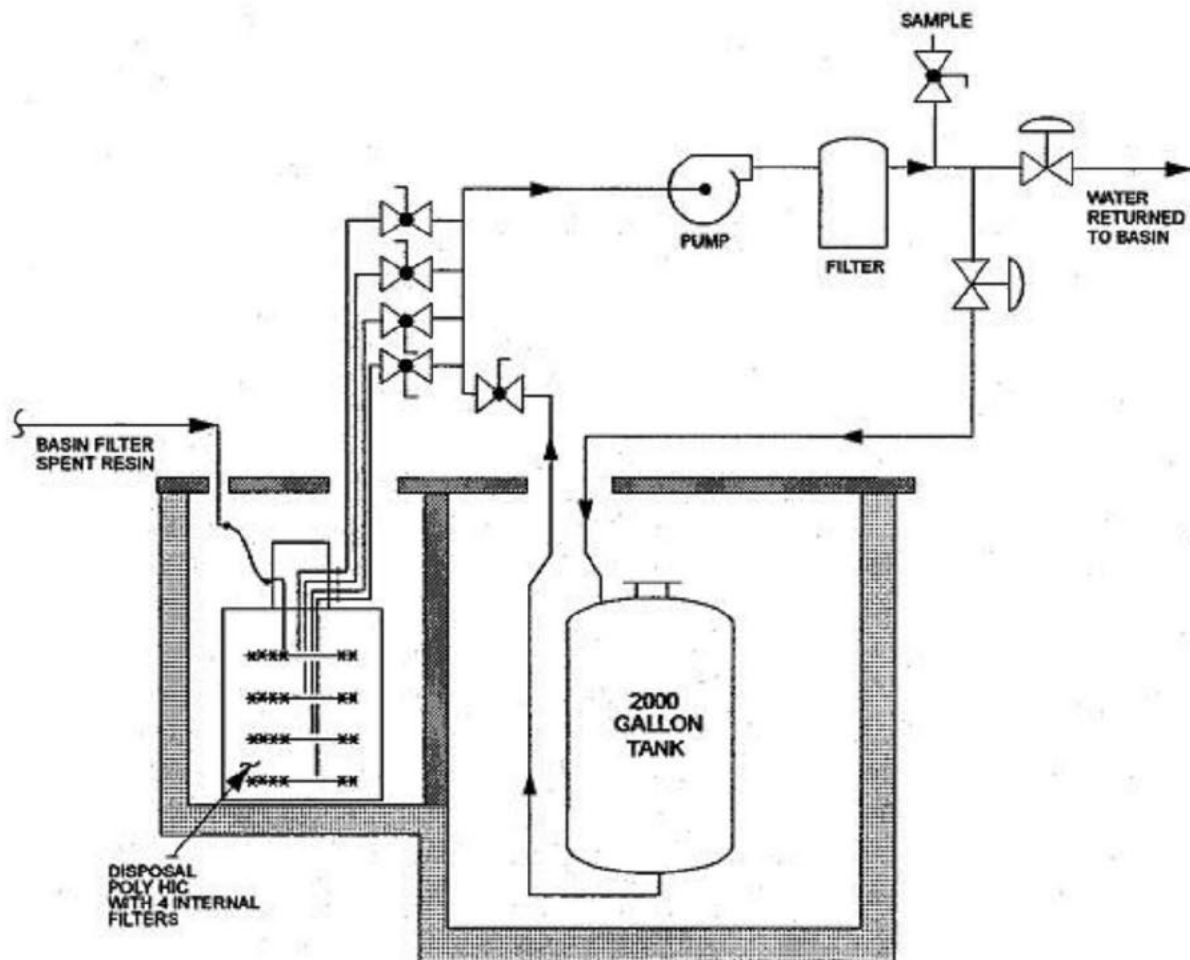 SAMPLE
PUMP
FILTER
WATER
RETURNED
TO BASIN
BASIN FILTER
SPENT RESIN
2000
GALLON
TANK
DISPOSAL
POLY HIC
WITH 4 INTERNAL
FILTERS